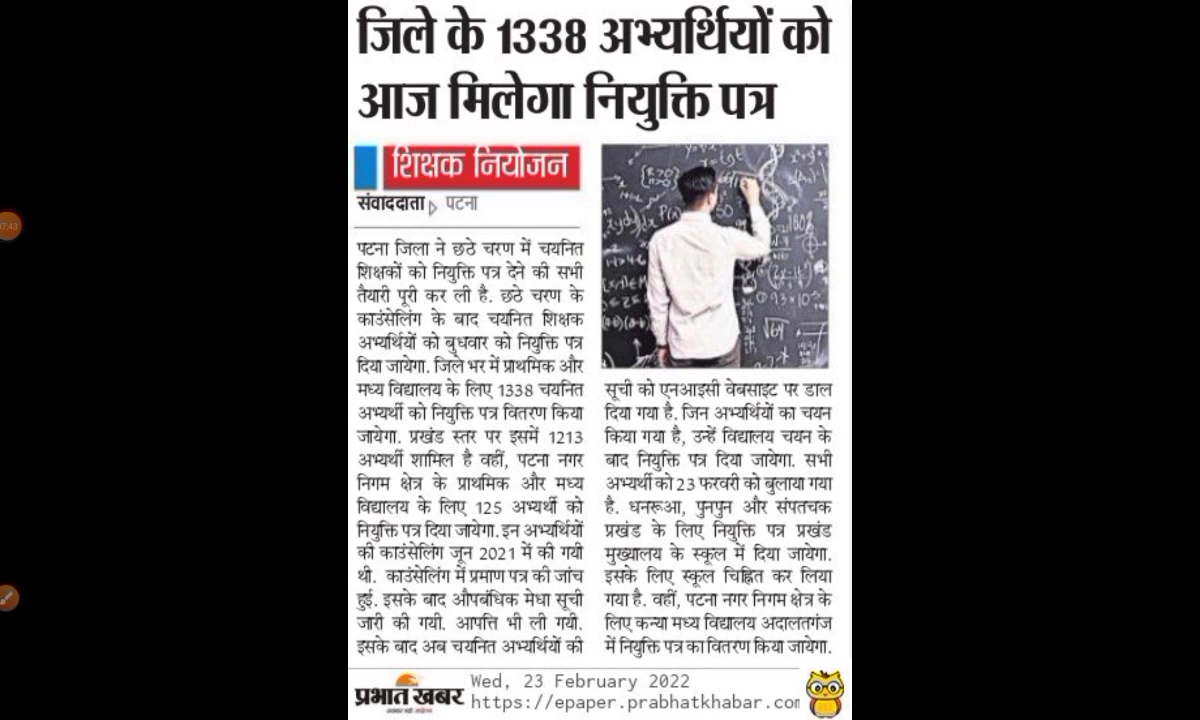 जिले के 1338 अभ्यर्थियों को
आज मिलेगा नियुक्ति पत्र
शिक्षक नियोजन
संवाददाता पटना
पटना जिला ने छठे चरण में चयनित
शिक्षकों को नियुक्ति पत्र देने की सभी
तैयारी पूरी कर ली है. छठे चरण के
काउंसेलिंग के बाद चयनित शिक्षक
अभ्यर्थियों को बुधवार को नियुक्ति पत्र
दिया जायेगा. जिले भर में प्राथमिक और
मध्य विद्यालय के लिए 1338 चयनित
अभ्यर्थी को नियुक्ति पत्र वितरण किया
जायेगा. प्रखंड स्तर पर इसमें 1213
अभ्यर्थी शामिल है वहीं, पटना नगर
निगम क्षेत्र के प्राथमिक और मध्य
विद्यालय के लिए 125 अभ्यर्थी को
नियुक्ति पत्र दिया जायेगा. इन अभ्यर्थियों
की काउंसेलिंग जून 2021 में की गयी
थी. काउंसेलिंग में प्रमाण पत्र की जांच
हुई. इसके बाद औपबंधिक मेधा सूची
जारी की गयी. आपत्ति भी ली गयी.
इसके बाद अब चयनित अभ्यर्थियों की
सूची को एनआइसी वेबसाइट पर डाल
दिया गया है. जिन अभ्यर्थियों का चयन
किया गया है, उन्हें विद्यालय चयन के
बाद नियुक्ति पत्र दिया जायेगा. सभी
अभ्यर्थी को 23 फरवरी को बुलाया गया
है. धनरूआ, पुनपुन और संपतचक
प्रखंड के लिए नियुक्ति पत्र प्रखंड
मुख्यालय के स्कूल में दिया जायेगा.
इसके लिए स्कूल चिह्नित कर लिया
गया है. वहीं, पटना नगर निगम क्षेत्र के
लिए कन्या मध्य विद्यालय अदालतगंज
में नियुक्ति पत्र का वितरण किया जायेगा.
प्रभात खबर
Wed, 23 February 2022
https://epaper.prabhatkhabar.com